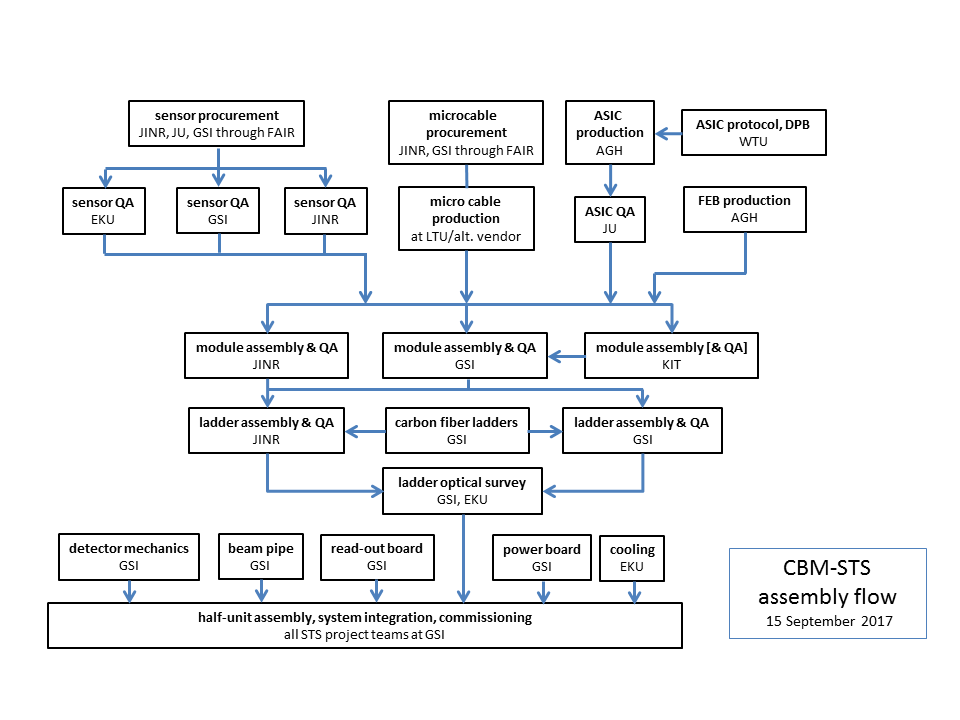 sensor procurement
JINR, JU, GSI through FAIR
microcable
procurement
JINR, GSI through FAIR
ASIC
production
AGH
ASIC protocol, DPB
WTU
sensor QA
EKU
sensor QA
GSI
sensor QA
JINR
micro cable
production
at LTU/alt. vendor
ASIC QA
JU
FEB production
AGH
module assembly & QA
JINR
module assembly & QA
GSI
module assembly [& QA]
KIT
ladder assembly & QA
JINR
carbon fiber ladders
GSI
ladder assembly & QA
GSI
ladder optical survey
GSI, EKU
detector mechanics
GSI
beam pipe
GSI
read-out board
GSI
power board
GSI
cooling
EKU
half-unit assembly, system integration, commissioning
all STS project teams at GSI
CBM-STS
assembly flow
15 September 2017